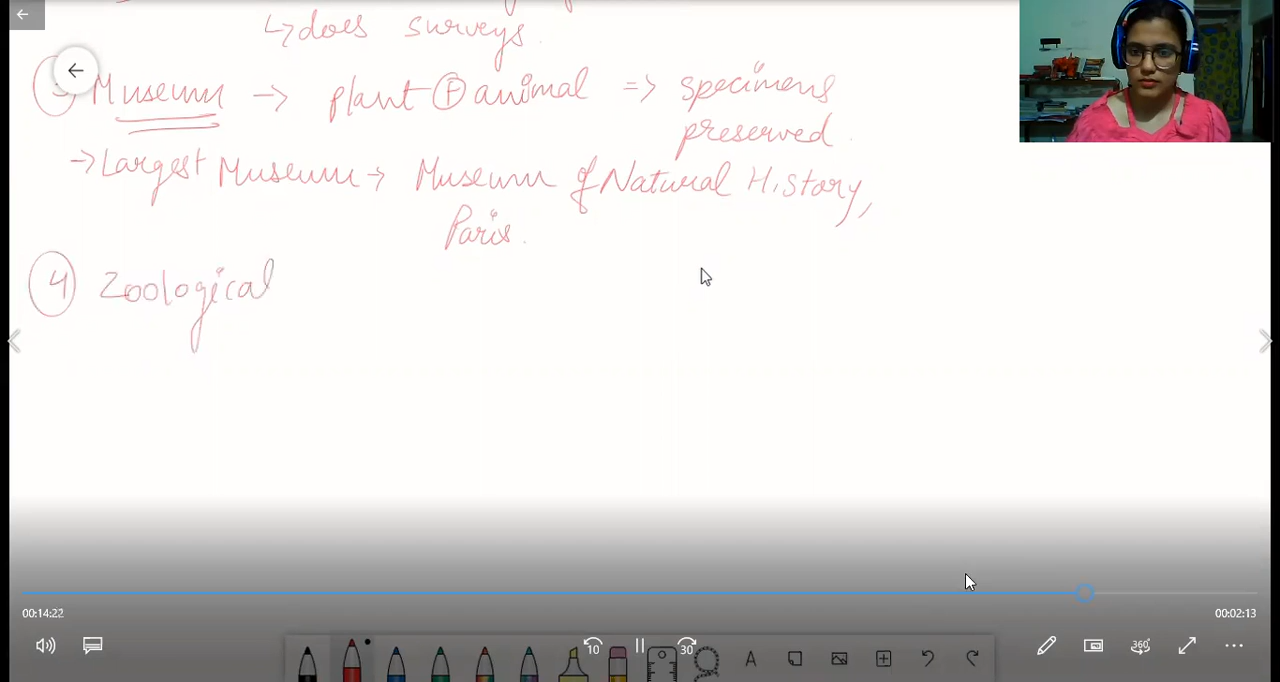 ↳ does surveys.
Museum → plant & animal ⇒ specimens
preserved.
→ Largest Museum → Museum of Natural History,
Paris.
4 Zoological
00:14:22
00:02:13
10
30
360°
A